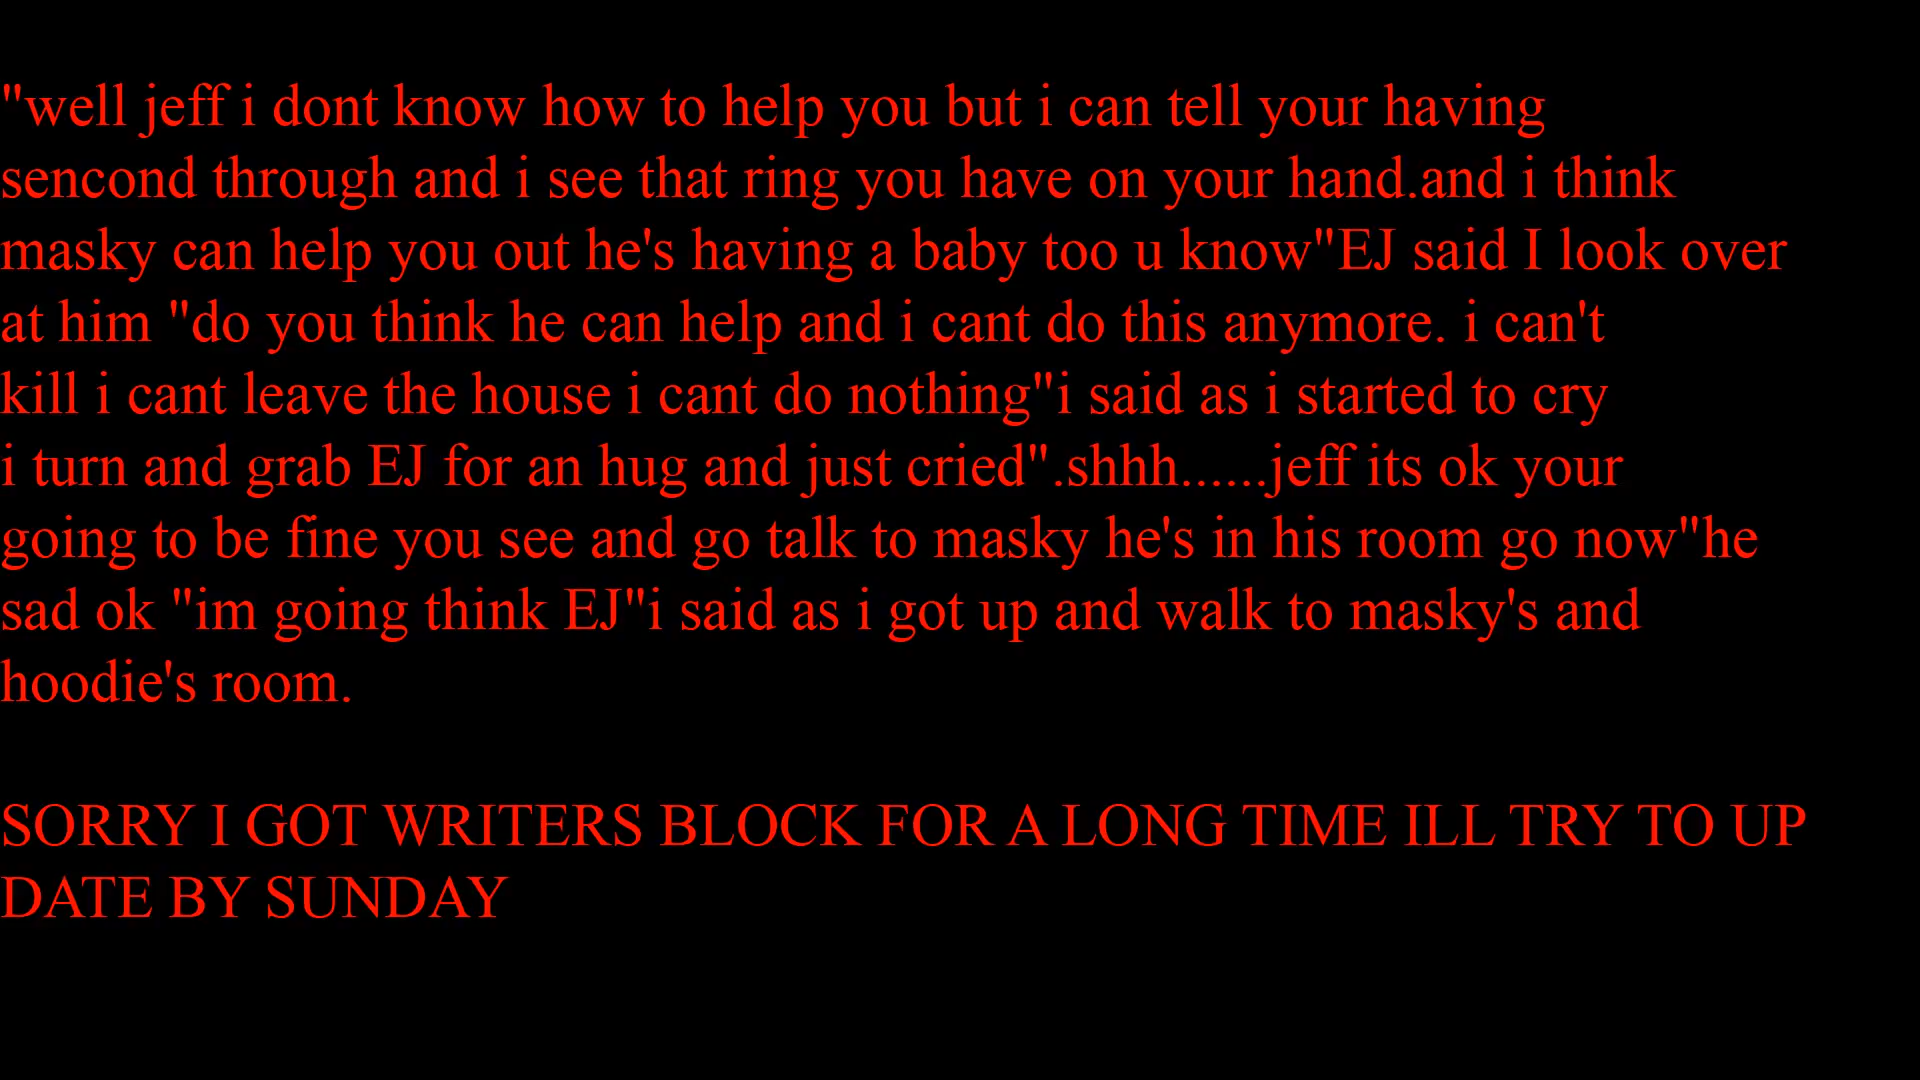 "well jeff i dont know how to help you but i can tell your having
sencond through and i see that ring you have on your hand.and i think
masky can help you out he's having a baby too u know"EJ said I look over
at him "do you think he can help and i cant do this anymore. i can't
kill i cant leave the house i cant do nothing"i said as i started to cry
i turn and grab EJ for an hug and just cried".shhh......jeff its ok your
going to be fine you see and go talk to masky he's in his room go now"he
sad ok "im going think EJ"i said as i got up and walk to masky's and
hoodie's room.
SORRY I GOT WRITERS BLOCK FOR A LONG TIME ILL TRY TO UP
DATE BY SUNDAY